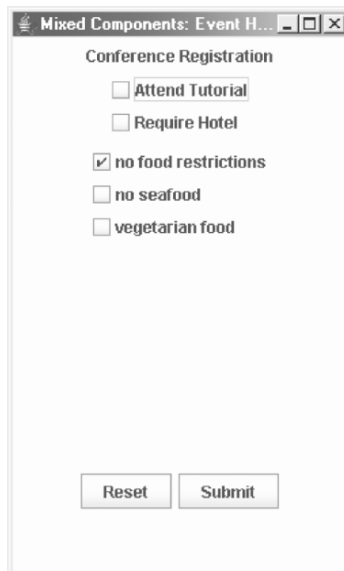 Mixed Components: Event H...
Conference Registration
Attend Tutorial
Require Hotel
no food restrictions
no seafood
vegetarian food
Reset Submit